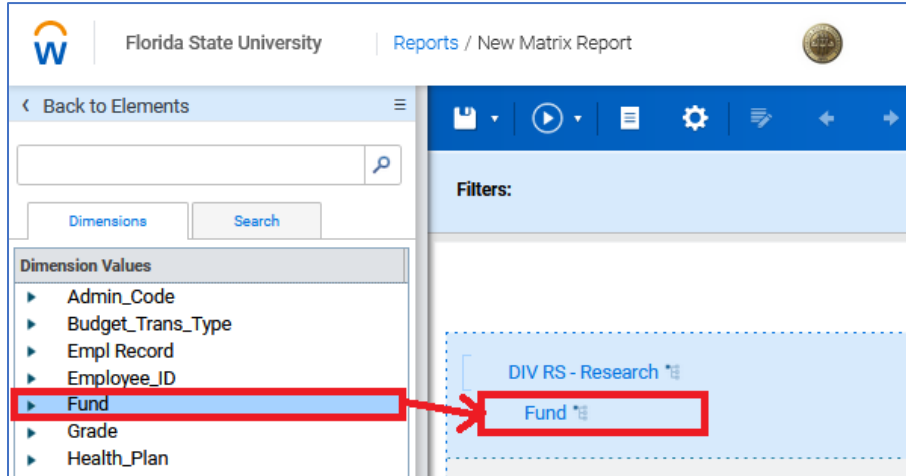 Florida State University
Reports / New Matrix Report
Back to Elements
Dimensions
Search
Dimension Values
Admin_Code
Budget_Trans_Type
Empl Record
Employee_ID
Fund
Grade
Health_Plan
Filters:
DIV RS - Research
Fund